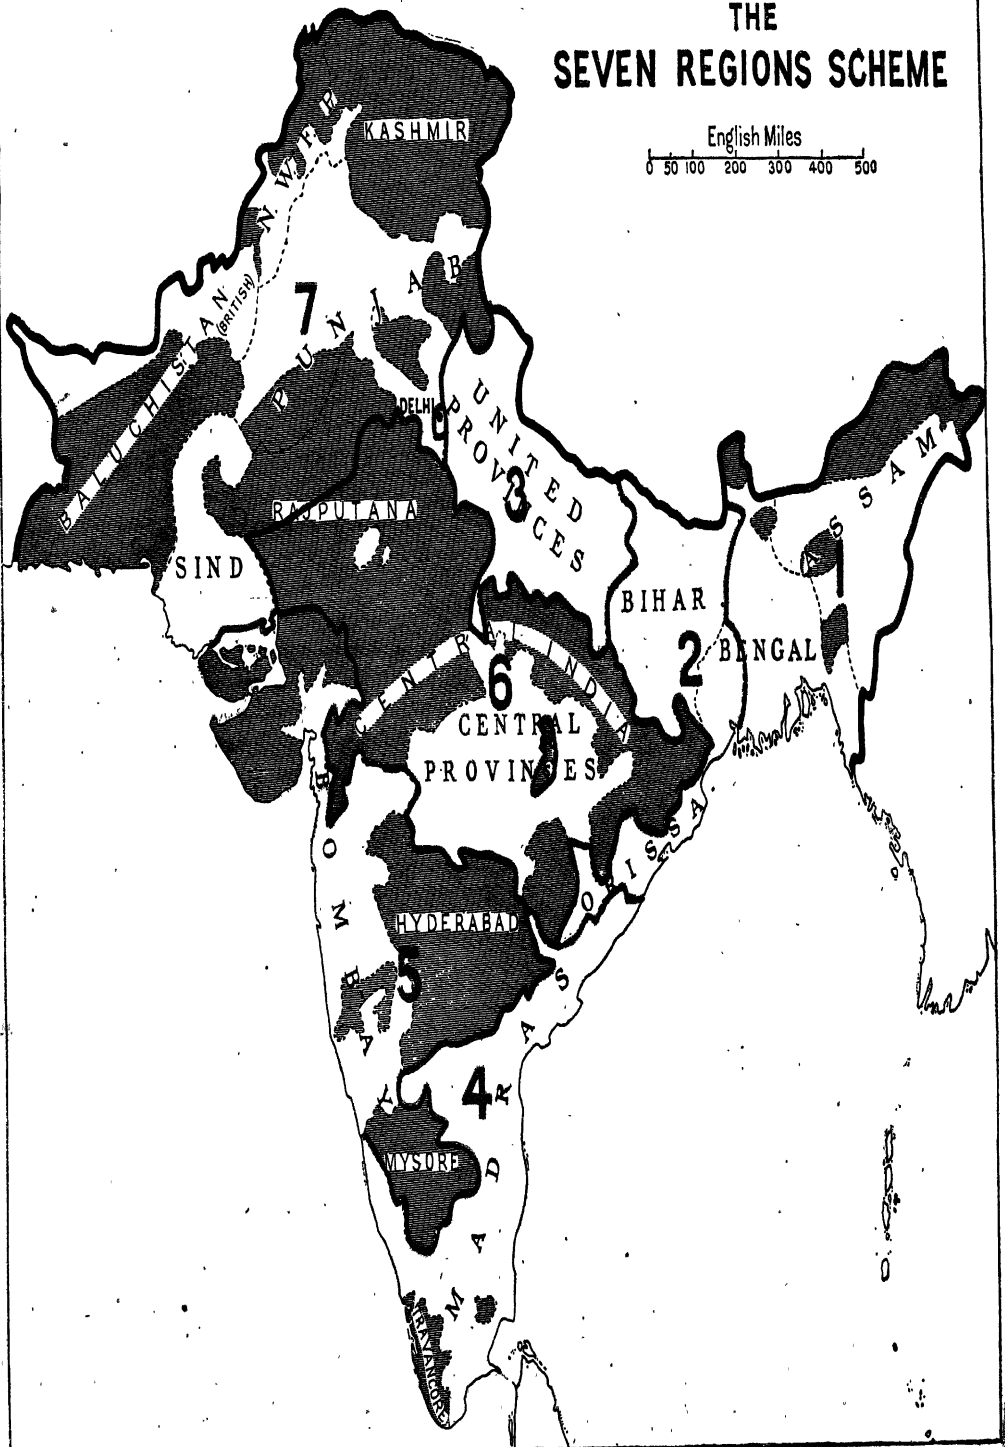 THE
SEVEN REGIONS SCHEME
English Miles
0 50 100 200 300 400 500
KASHMIR
N.W.F.P.
7
PUNJAB
BALUCHISTAN
(BRITISH)
DELHI
UNITED
PROVINCES
3
RAJPUTANA
SIND
ASSAM
1
BIHAR
2
BENGAL
CENTRAL INDIA
6
CENTRAL
PROVINCES
ORISSA
BOMBAY
HYDERABAD
5
MADRAS
4
MYSORE
TRAVANCORE